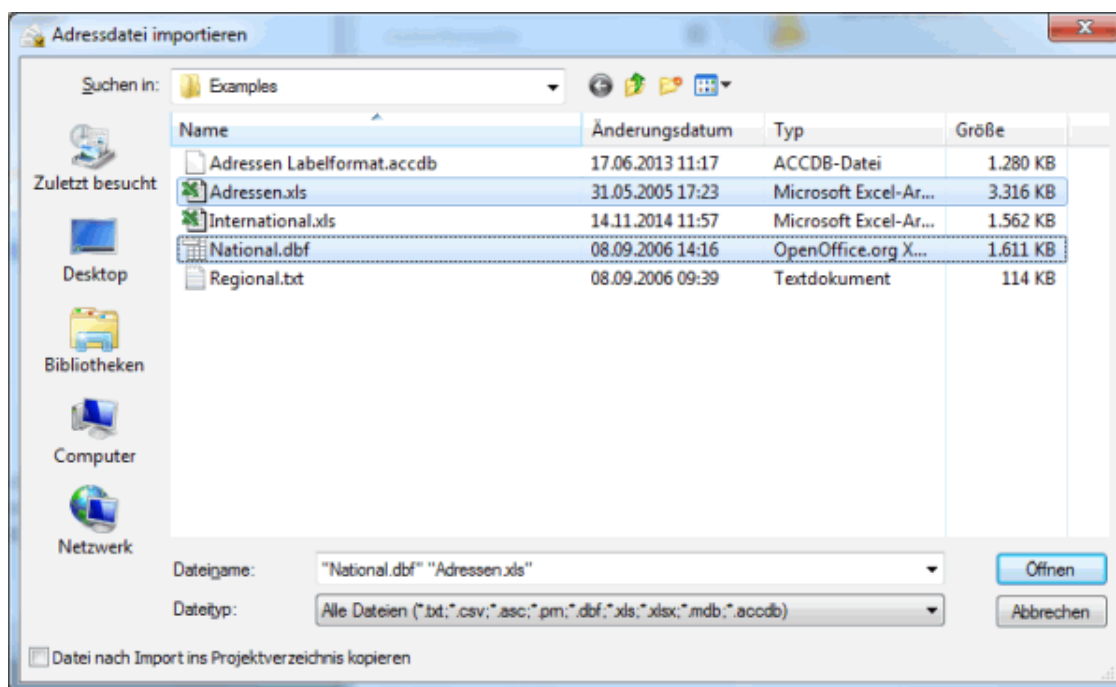 Adressdatei importieren
Suchen in: Examples
Name Änderungsdatum Typ Größe
Adressen Labelformat.accdb 17.06.2013 11:17 ACCDB-Datei 1.280 KB
Adressen.xls 31.05.2005 17:23 Microsoft Excel-Ar... 3.316 KB
International.xls 14.11.2014 11:57 Microsoft Excel-Ar... 1.562 KB
National.dbf 08.09.2006 14:16 OpenOffice.org X... 1.611 KB
Regional.txt 08.09.2006 09:39 Textdokument 114 KB
Zuletzt besucht
Desktop
Bibliotheken
Computer
Netzwerk
Dateiname: "National.dbf" "Adressen.xls" Öffnen
Dateityp: Alle Dateien (*.txt;*.csv;*.asc;*.prn;*.dbf;*.xls;*.xlsx;*.mdb;*.accdb) Abbrechen
Datei nach Import ins Projektverzeichnis kopieren